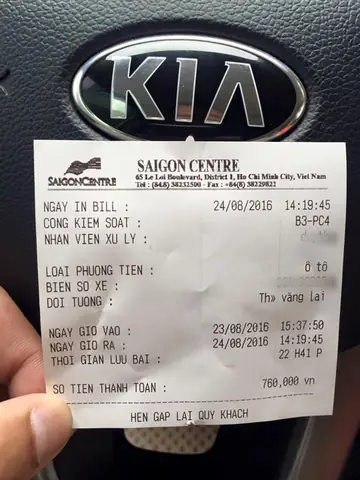 KIA
SAIGONCENTRE
SAIGON CENTRE
65 Le Loi Boulevard, District 1, Ho Chi Minh City, Viet Nam
Tel : (84.8) 38232500 - Fax : +84(8) 38229822
NGAY IN BILL : 24/08/2016 14:19:45
CONG KIEM SOAT : B3-PC4
NHAN VIEN XU LY :
LOAI PHUONG TIEN : ô tô
BIEN SO XE :
DOI TUONG : Th» vãng lai
NGAY GIO VAO : 23/08/2016 15:37:50
NGAY GIO RA : 24/08/2016 14:19:45
THOI GIAN LUU BAI : 22 H41 P
SO TIEN THANH TOAN : 760,000 vn
HEN GAP LAI QUY KHACH